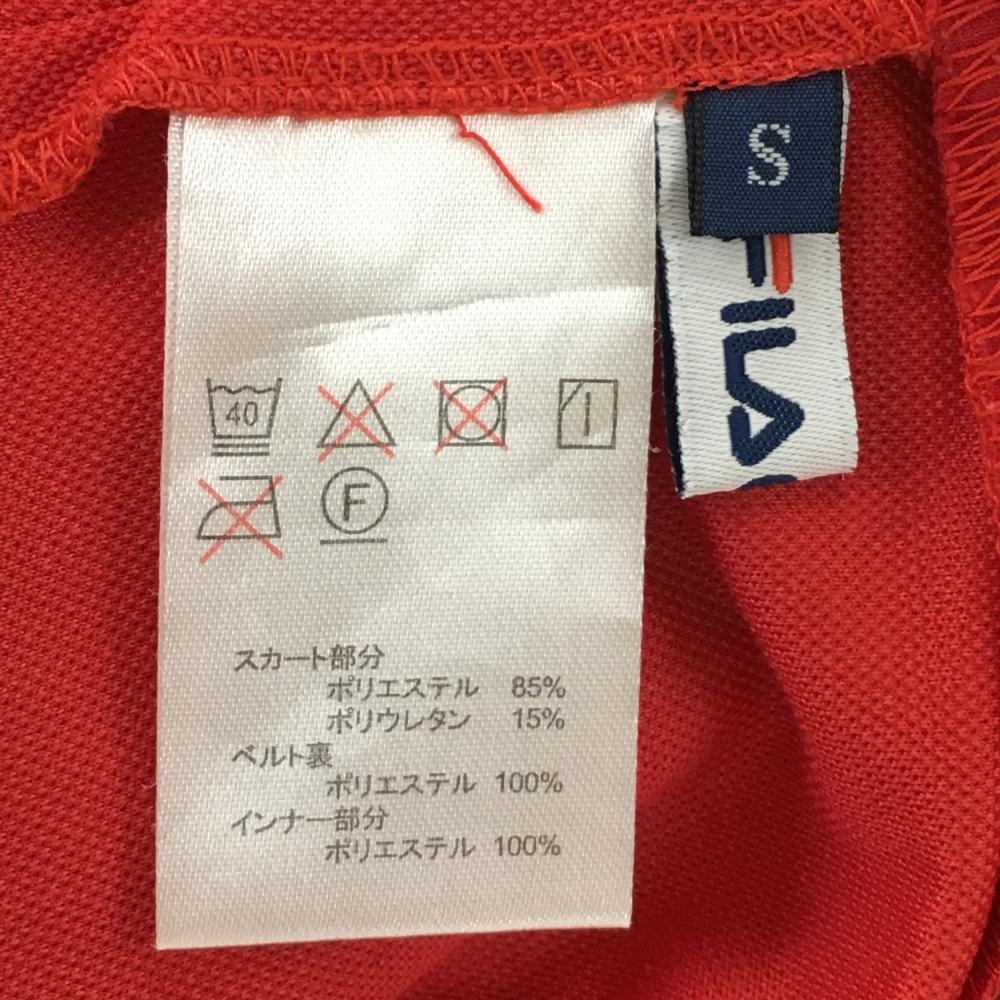 S
FILA
40
F
スカート部分
ポリエステル 85%
ポリウレタン 15%
ベルト裏
ポリエステル 100%
インナー部分
ポリエステル 100%